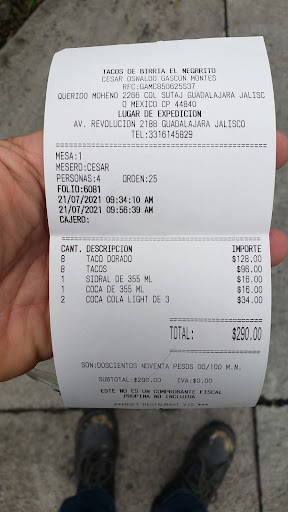 TACOS DE BIRRIA EL NEGRITO
CESAR OSWALDO GASCON MONTES
RFC:GAMC850625S37
QUERIDO MOHENO 2266 COL SUTAJ GUADALAJARA JALISC
O MEXICO CP 44840
LUGAR DE EXPEDICION
AV. REVOLUCION 2189 GUADALAJARA JALISCO
TEL:3316145829
MESA:1
MESERO:CESAR
PERSONAS:4 ORDEN:25
FOLIO:6081
21/07/2021 09:34:10 AM
21/07/2021 09:56:39 AM
CAJERO:
CANT. DESCRIPCION IMPORTE
8 TACO DORADO $128.00
8 TACOS $96.00
1 SIDRAL DE 355 ML $16.00
1 COCA DE 355 ML $16.00
2 COCA COLA LIGHT DE 3 $34.00
TOTAL: $290.00
SON:DOSCIENTOS NOVENTA PESOS 00/100 M.N.
SUBTOTAL:$290.00 IVA:$0.00
ESTE NO ES UN COMPROBANTE FISCAL
PROPINA NO INCLUIDA